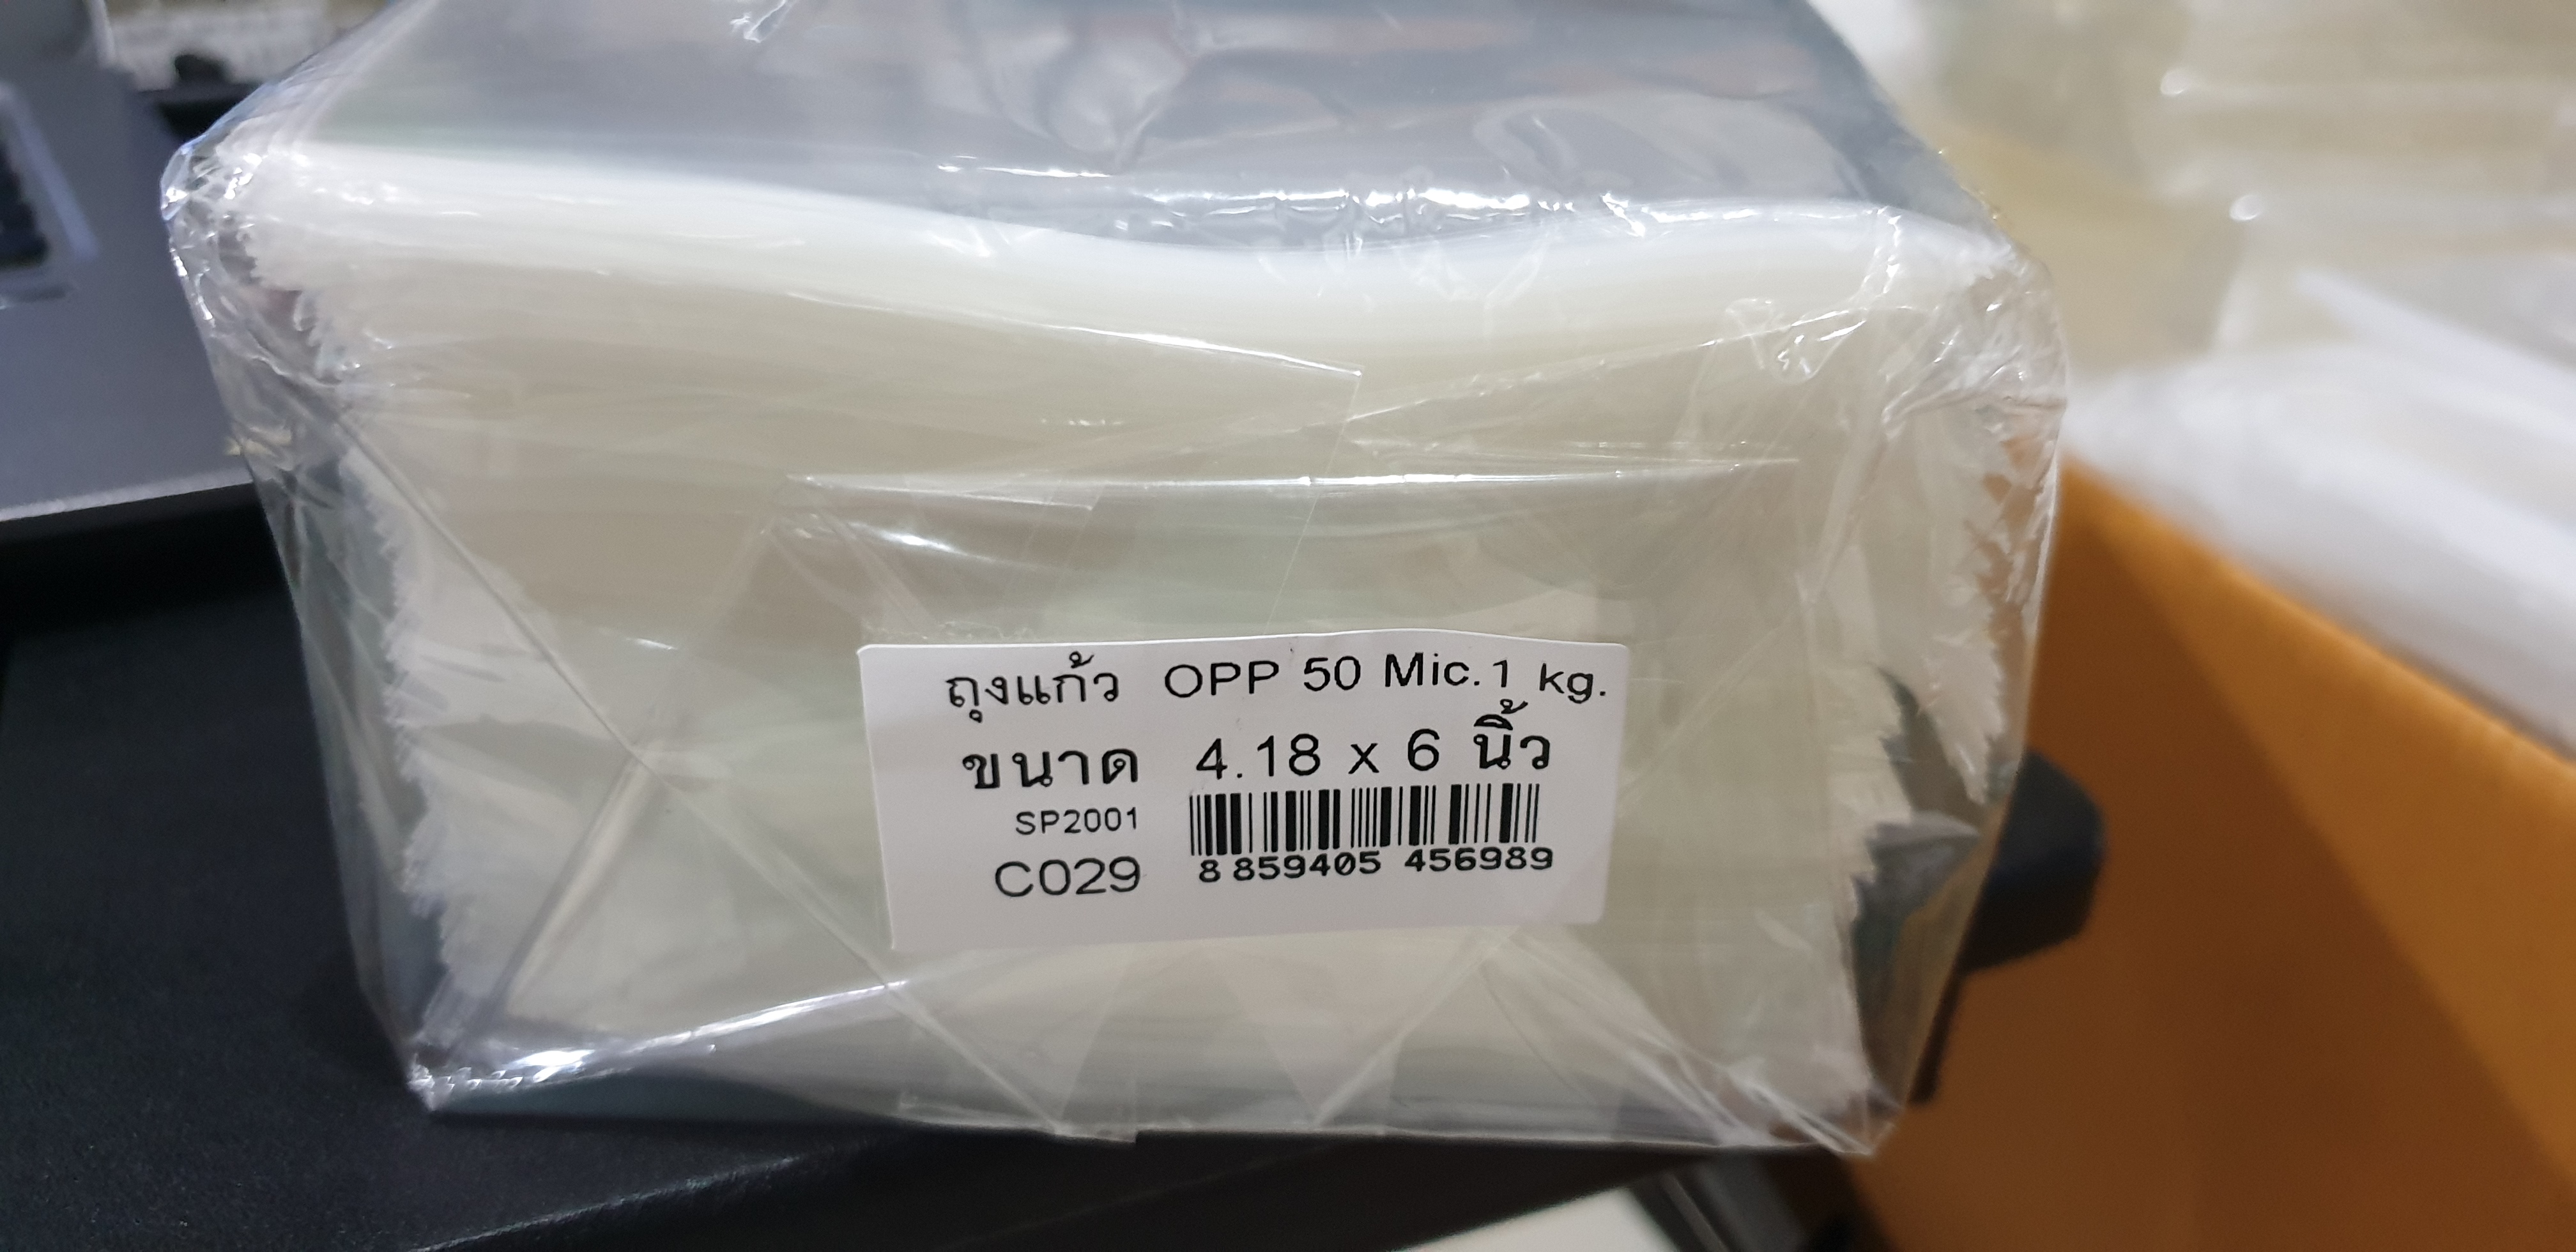 ถุงแก้ว OPP 50 Mic.1 kg.
ขนาด 4.18 x 6 นิ้ว
SP2001
C029
8 859405 456989